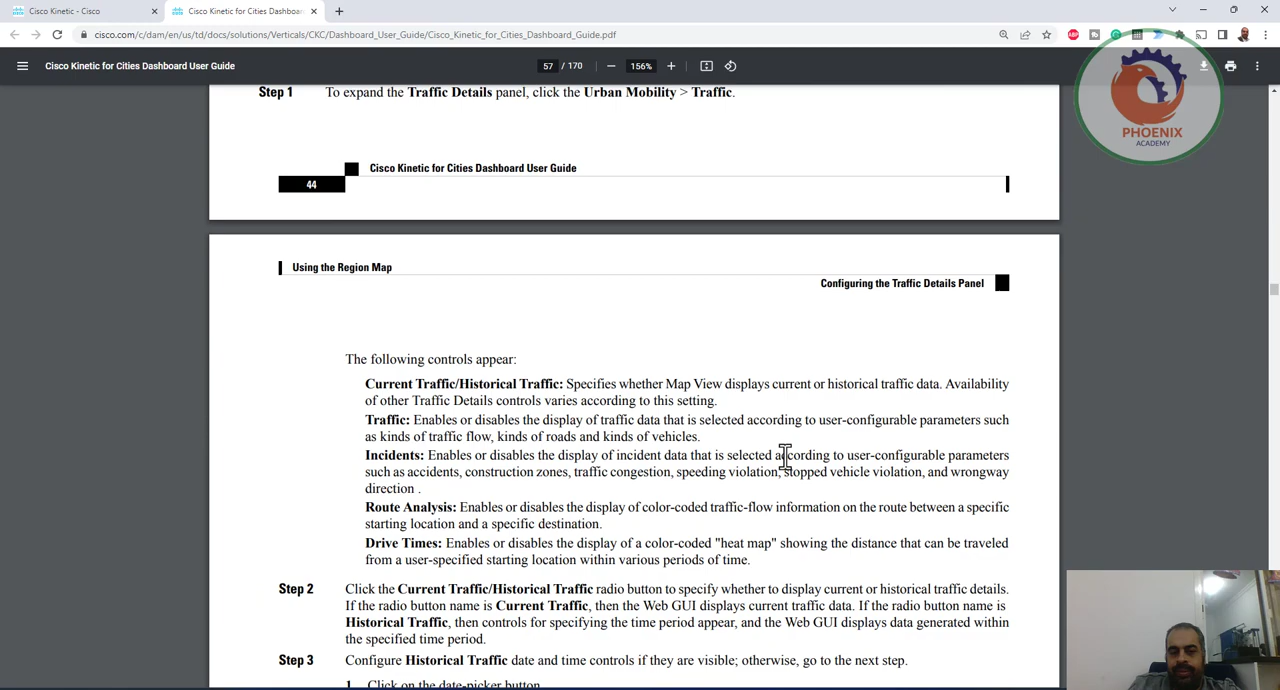 Cisco Kinetic - Cisco
Cisco Kinetic for Cities Dashboar
cisco.com/c/dam/en/us/td/docs/solutions/Verticals/CKC/Dashboard_User_Guide/Cisco_Kinetic_for_Cities_Dashboard_Guide.pdf
ABP
Cisco Kinetic for Cities Dashboard User Guide
57 / 170
156%
PHOENIX
ACADEMY
Step 1 To expand the Traffic Details panel, click the Urban Mobility > Traffic.
Cisco Kinetic for Cities Dashboard User Guide
44
Using the Region Map
Configuring the Traffic Details Panel
The following controls appear:
Current Traffic/Historical Traffic: Specifies whether Map View displays current or historical traffic data. Availability
of other Traffic Details controls varies according to this setting.
Traffic: Enables or disables the display of traffic data that is selected according to user-configurable parameters such
as kinds of traffic flow, kinds of roads and kinds of vehicles.
Incidents: Enables or disables the display of incident data that is selected according to user-configurable parameters
such as accidents, construction zones, traffic congestion, speeding violation, stopped vehicle violation, and wrongway
direction .
Route Analysis: Enables or disables the display of color-coded traffic-flow information on the route between a specific
starting location and a specific destination.
Drive Times: Enables or disables the display of a color-coded "heat map" showing the distance that can be traveled
from a user-specified starting location within various periods of time.
Step 2 Click the Current Traffic/Historical Traffic radio button to specify whether to display current or historical traffic details.
If the radio button name is Current Traffic, then the Web GUI displays current traffic data. If the radio button name is
Historical Traffic, then controls for specifying the time period appear, and the Web GUI displays data generated within
the specified time period.
Step 3 Configure Historical Traffic date and time controls if they are visible; otherwise, go to the next step.
1 Click on the date-picker button